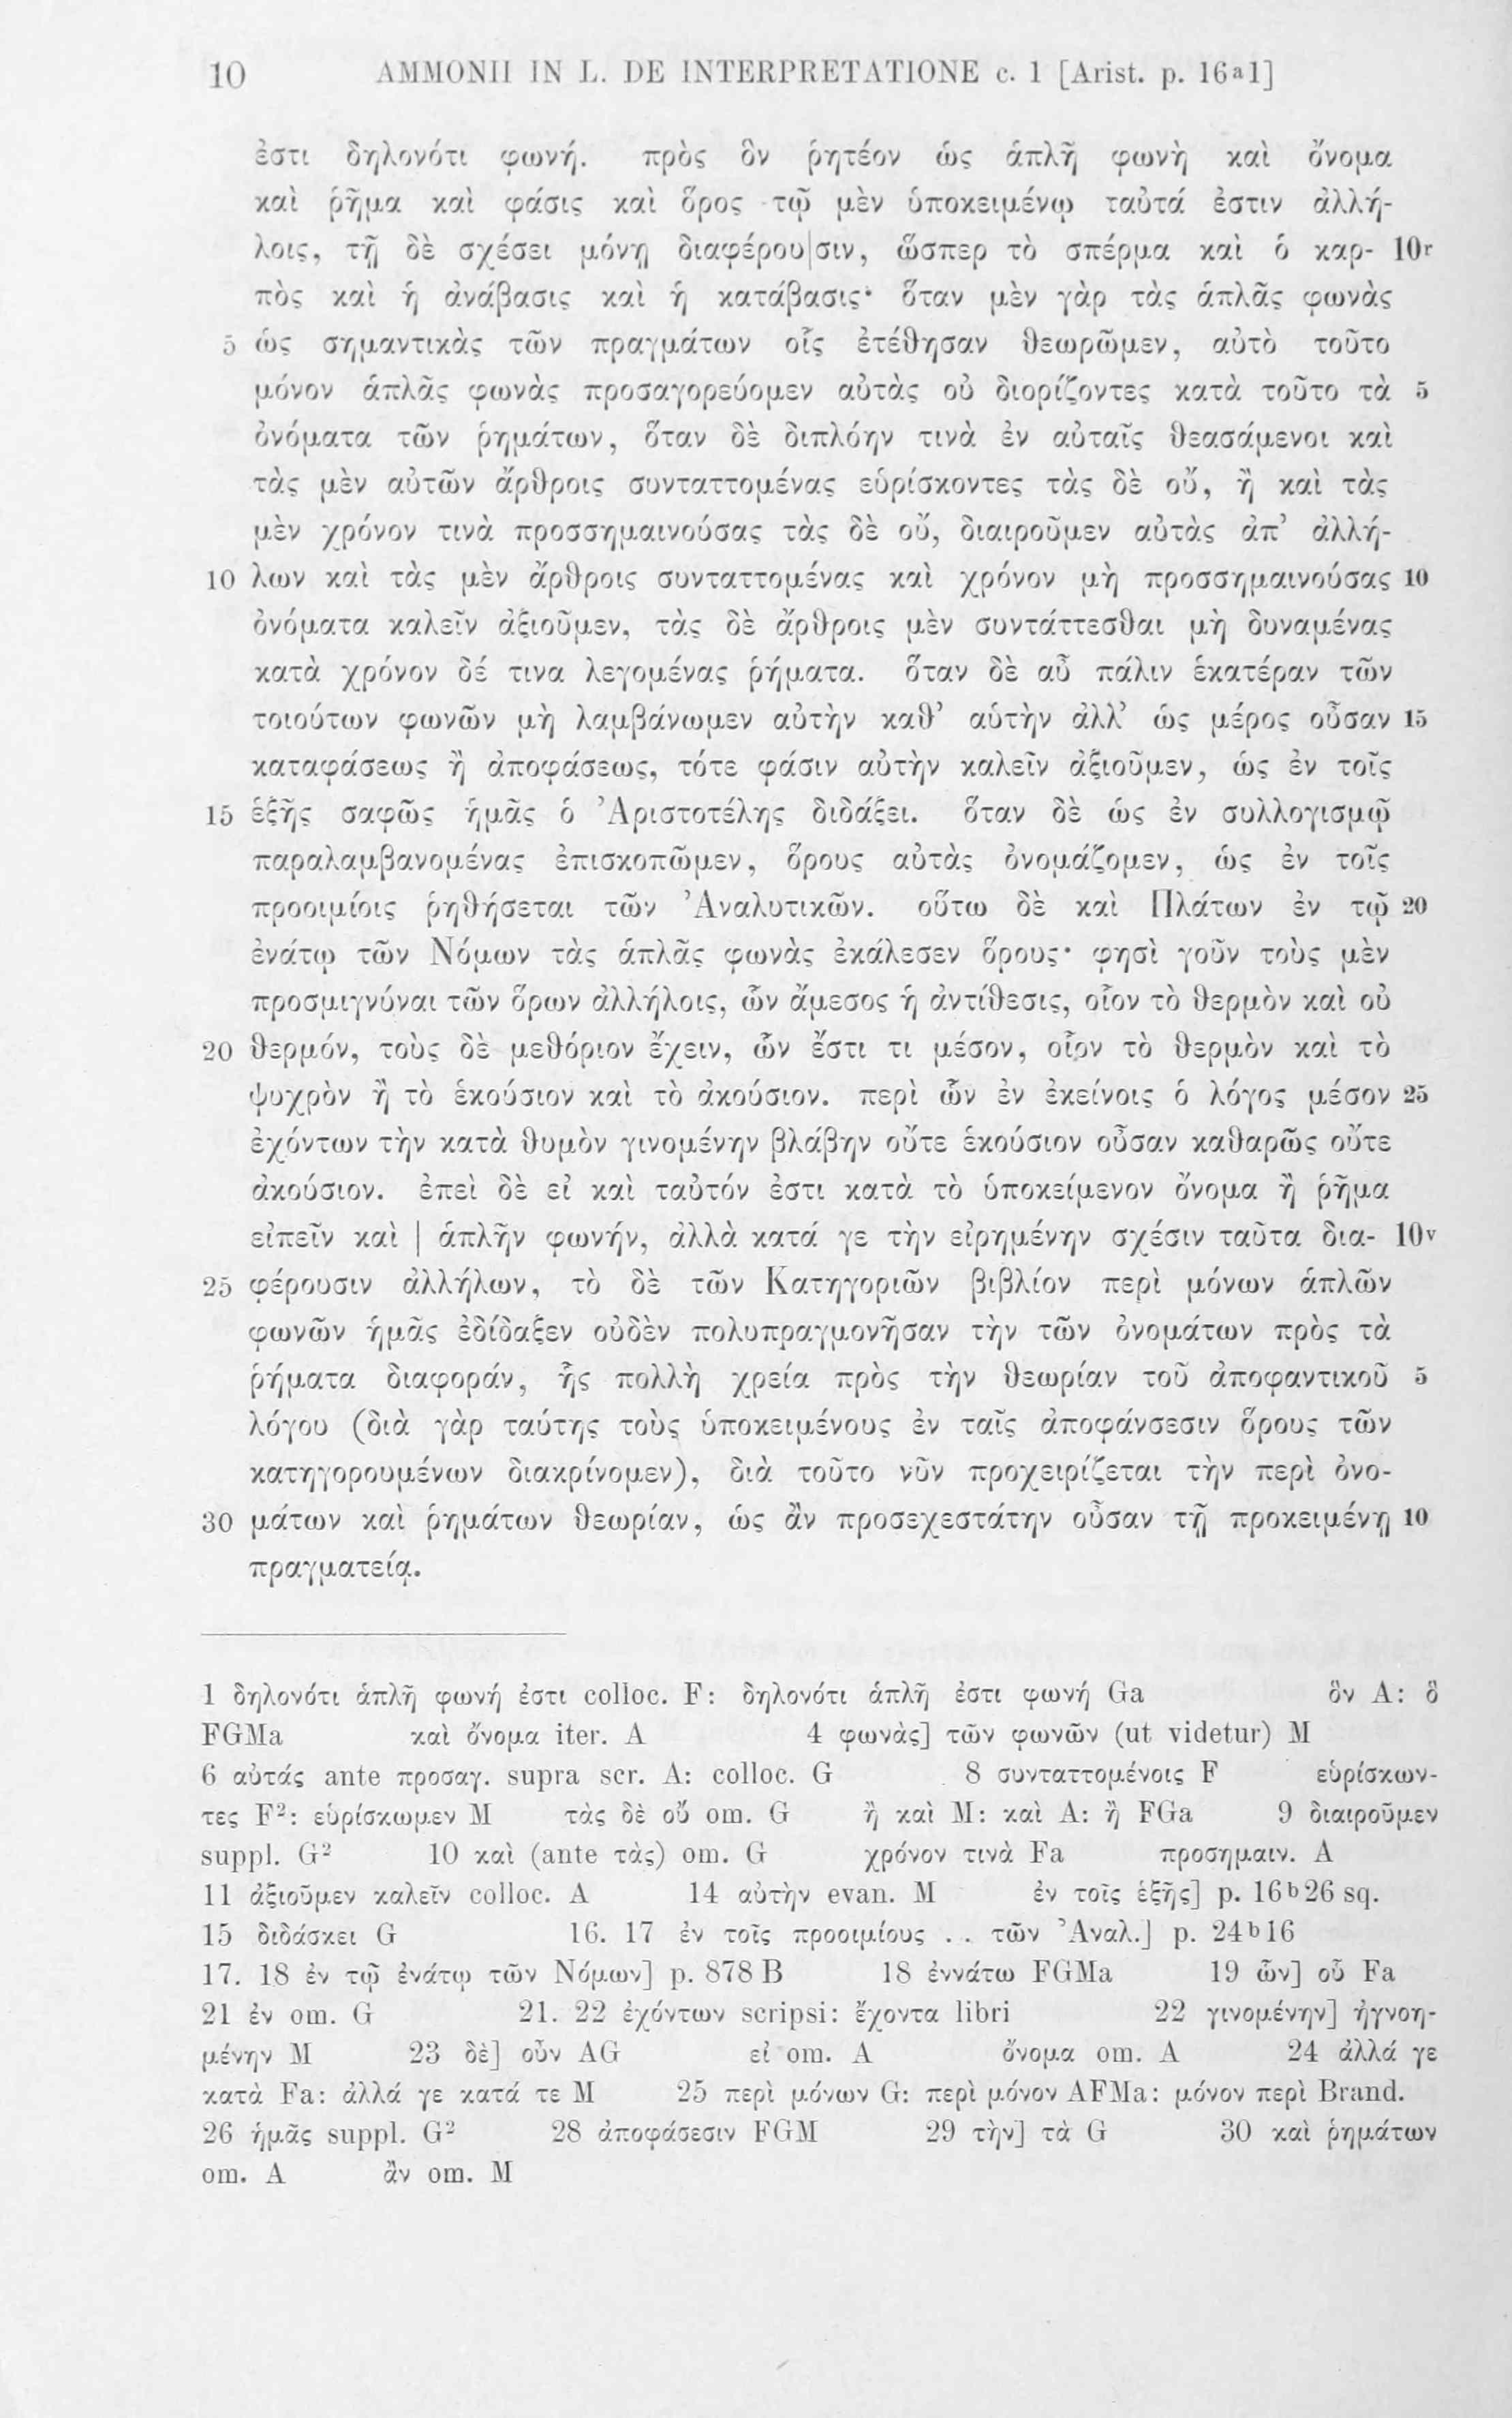 10 AMMONII IN L. DE INTERPRETATIONE c. 1 [Arist. p. 16ᵃ1]
ἐστι δηλονότι φωνή. πρὸς ὃν ῥητέον ὡς ἁπλῆ φωνὴ καὶ ὄνομα
καὶ ῥῆμα καὶ φάσις καὶ ὅρος τῷ μὲν ὑποκειμένῳ ταὐτά ἐστιν ἀλλή-
λοις, τῇ δὲ σχέσει μόνῃ διαφέρου|σιν, ὥσπερ τὸ σπέρμα καὶ ὁ καρ- 10r
πὸς καὶ ἡ ἀνάβασις καὶ ἡ κατάβασις· ὅταν μὲν γὰρ τὰς ἁπλᾶς φωνὰς
5 ὡς σημαντικὰς τῶν πραγμάτων οἷς ἐτέθησαν θεωρῶμεν, αὐτὸ τοῦτο
μόνον ἁπλᾶς φωνὰς προσαγορεύομεν αὐτὰς οὐ διορίζοντες κατὰ τοῦτο τὰ 5
ὀνόματα τῶν ῥημάτων, ὅταν δὲ διπλόην τινὰ ἐν αὐταῖς θεασάμενοι καὶ
τὰς μὲν αὐτῶν ἄρθροις συνταττομένας εὑρίσκοντες τὰς δὲ οὔ, ἢ καὶ τὰς
μὲν χρόνον τινὰ προσσημαινούσας τὰς δὲ οὔ, διαιροῦμεν αὐτὰς ἀπ’ ἀλλή-
10 λων καὶ τὰς μὲν ἄρθροις συνταττομένας καὶ χρόνον μὴ προσσημαινούσας 10
ὀνόματα καλεῖν ἀξιοῦμεν, τὰς δὲ ἄρθροις μὲν συντάττεσθαι μὴ δυναμένας
κατὰ χρόνον δέ τινα λεγομένας ῥήματα. ὅταν δὲ αὖ πάλιν ἑκατέραν τῶν
τοιούτων φωνῶν μὴ λαμβάνωμεν αὐτὴν καθ’ αὑτὴν ἀλλ’ ὡς μέρος οὖσαν 15
καταφάσεως ἢ ἀποφάσεως, τότε φάσιν αὐτὴν καλεῖν ἀξιοῦμεν, ὡς ἐν τοῖς
15 ἑξῆς σαφῶς ἡμᾶς ὁ Ἀριστοτέλης διδάξει. ὅταν δὲ ὡς ἐν συλλογισμῷ
παραλαμβανομένας ἐπισκοπῶμεν, ὅρους αὐτὰς ὀνομάζομεν, ὡς ἐν τοῖς
προοιμίοις ῥηθήσεται τῶν Ἀναλυτικῶν. οὕτω δὲ καὶ Πλάτων ἐν τῷ 20
ἐνάτῳ τῶν Νόμων τὰς ἁπλᾶς φωνὰς ἐκάλεσεν ὅρους· φησὶ γοῦν τοὺς μὲν
προσμιγνύναι τῶν ὅρων ἀλλήλοις, ὧν ἄμεσος ἡ ἀντίθεσις, οἷον τὸ θερμὸν καὶ οὐ
20 θερμόν, τοὺς δὲ μεθόριον ἔχειν, ὧν ἔστι τι μέσον, οἷον τὸ θερμὸν καὶ τὸ
ψυχρὸν ἢ τὸ ἑκούσιον καὶ τὸ ἀκούσιον. περὶ ὧν ἐν ἐκείνοις ὁ λόγος μέσον 25
ἐχόντων τὴν κατὰ θυμὸν γινομένην βλάβην οὔτε ἑκούσιον οὖσαν καθαρῶς οὔτε
ἀκούσιον. ἐπεὶ δὲ εἰ καὶ ταὐτόν ἐστι κατὰ τὸ ὑποκείμενον ὄνομα ἢ ῥῆμα
εἰπεῖν καὶ | ἁπλῆν φωνήν, ἀλλὰ κατά γε τὴν εἰρημένην σχέσιν ταῦτα δια- 10v
25 φέρουσιν ἀλλήλων, τὸ δὲ τῶν Κατηγοριῶν βιβλίον περὶ μόνων ἁπλῶν
φωνῶν ἡμᾶς ἐδίδαξεν οὐδὲν πολυπραγμονῆσαν τὴν τῶν ὀνομάτων πρὸς τὰ
ῥήματα διαφοράν, ἧς πολλὴ χρεία πρὸς τὴν θεωρίαν τοῦ ἀποφαντικοῦ 5
λόγου (διὰ γὰρ ταύτης τοὺς ὑποκειμένους ἐν ταῖς ἀποφάνσεσιν ὅρους τῶν
κατηγορουμένων διακρίνομεν), διὰ τοῦτο νῦν προχειρίζεται τὴν περὶ ὀνο-
30 μάτων καὶ ῥημάτων θεωρίαν, ὡς ἂν προσεχεστάτην οὖσαν τῇ προκειμένῃ 10
πραγματείᾳ.
1 δηλονότι ἁπλῆ φωνή ἐστι colloc. F: δηλονότι ἁπλῆ ἐστι φωνή Ga ὃν A: ὃ
FGMa καὶ ὄνομα iter. A 4 φωνὰς] τῶν φωνῶν (ut videtur) M
6 αὐτάς ante προσαγ. supra scr. A: colloc. G 8 συνταττομένοις F εὑρίσκων-
τες F²: εὑρίσκωμεν M τὰς δὲ οὔ om. G ἢ καὶ M: καὶ A: ἢ FGa 9 διαιροῦμεν
suppl. G² 10 καὶ (ante τὰς) om. G χρόνον τινὰ Fa προσημαιν. A
11 ἀξιοῦμεν καλεῖν colloc. A 14 αὐτὴν evan. M ἐν τοῖς ἑξῆς] p. 16ᵇ26 sq.
15 διδάσκει G 16. 17 ἐν τοῖς προοιμίους . . τῶν Ἀναλ.] p. 24ᵇ16
17. 18 ἐν τῷ ἐνάτῳ τῶν Νόμων] p. 878 B 18 ἐννάτω FGMa 19 ὧν] οὗ Fa
21 ἐν om. G 21. 22 ἐχόντων scripsi: ἔχοντα libri 22 γινομένην] ἠγνοη-
μένην M 23 δὲ] οὖν AG εἰ om. A ὄνομα om. A 24 ἀλλά γε
κατὰ Fa: ἀλλά γε κατά τε M 25 περὶ μόνων G: περὶ μόνον AFMa: μόνον περὶ Brand.
26 ἡμᾶς suppl. G² 28 ἀποφάσεσιν FGM 29 τὴν] τὰ G 30 καὶ ῥημάτων
om. A ἂν om. M